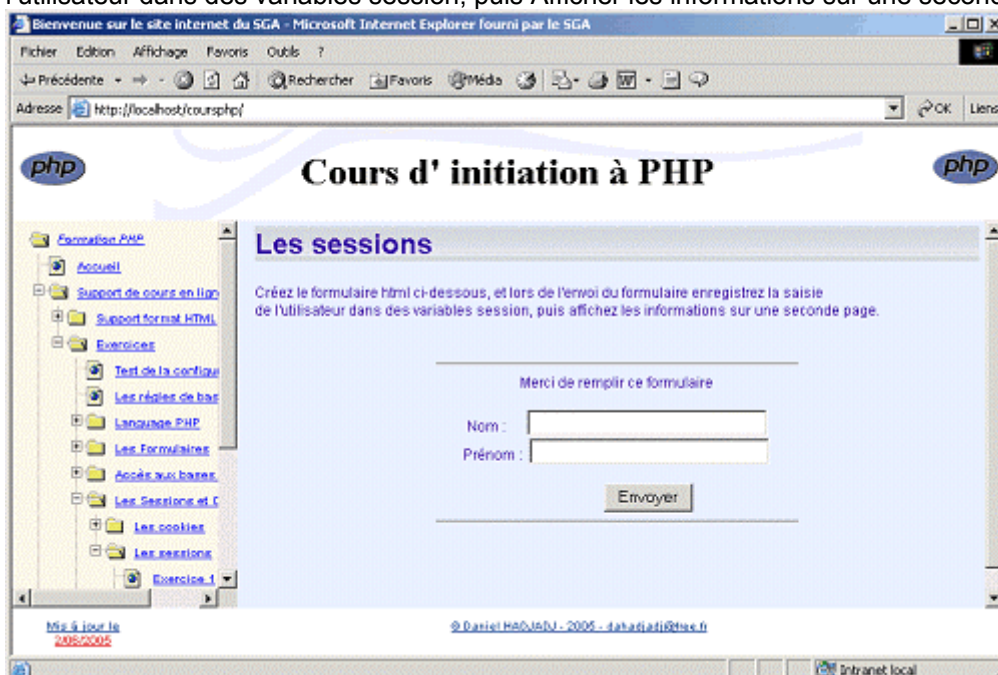 l'utilisateur dans des variables session, puis Afficher les informations sur une seconde
Bienvenue sur le site internet du SGA - Microsoft Internet Explorer fourni par le SGA
Fichier Edition Affichage Favoris Outils ?
Précédente Rechercher Favoris Média
Adresse http://localhost/coursphp/ OK Liens
php Cours d' initiation à PHP php
Formation PHP
Accueil
Support de cours en lign
Support format HTML
Exercices
Test de la configu
Les règles de bas
Language PHP
Les Formulaires
Accès aux bases
Les Sessions et C
Les cookies
Les sessions
Exercice 1
Les sessions
Créez le formulaire html ci-dessous, et lors de l'envoi du formulaire enregistrez la saisie
de l'utilisateur dans des variables session, puis affichez les informations sur une seconde page.
Merci de remplir ce formulaire
Nom :
Prénom :
Envoyer
Mis à jour le
2/06/2005
© Daniel HADJADJ - 2005 - dahadjadj@free.fr
Intranet local